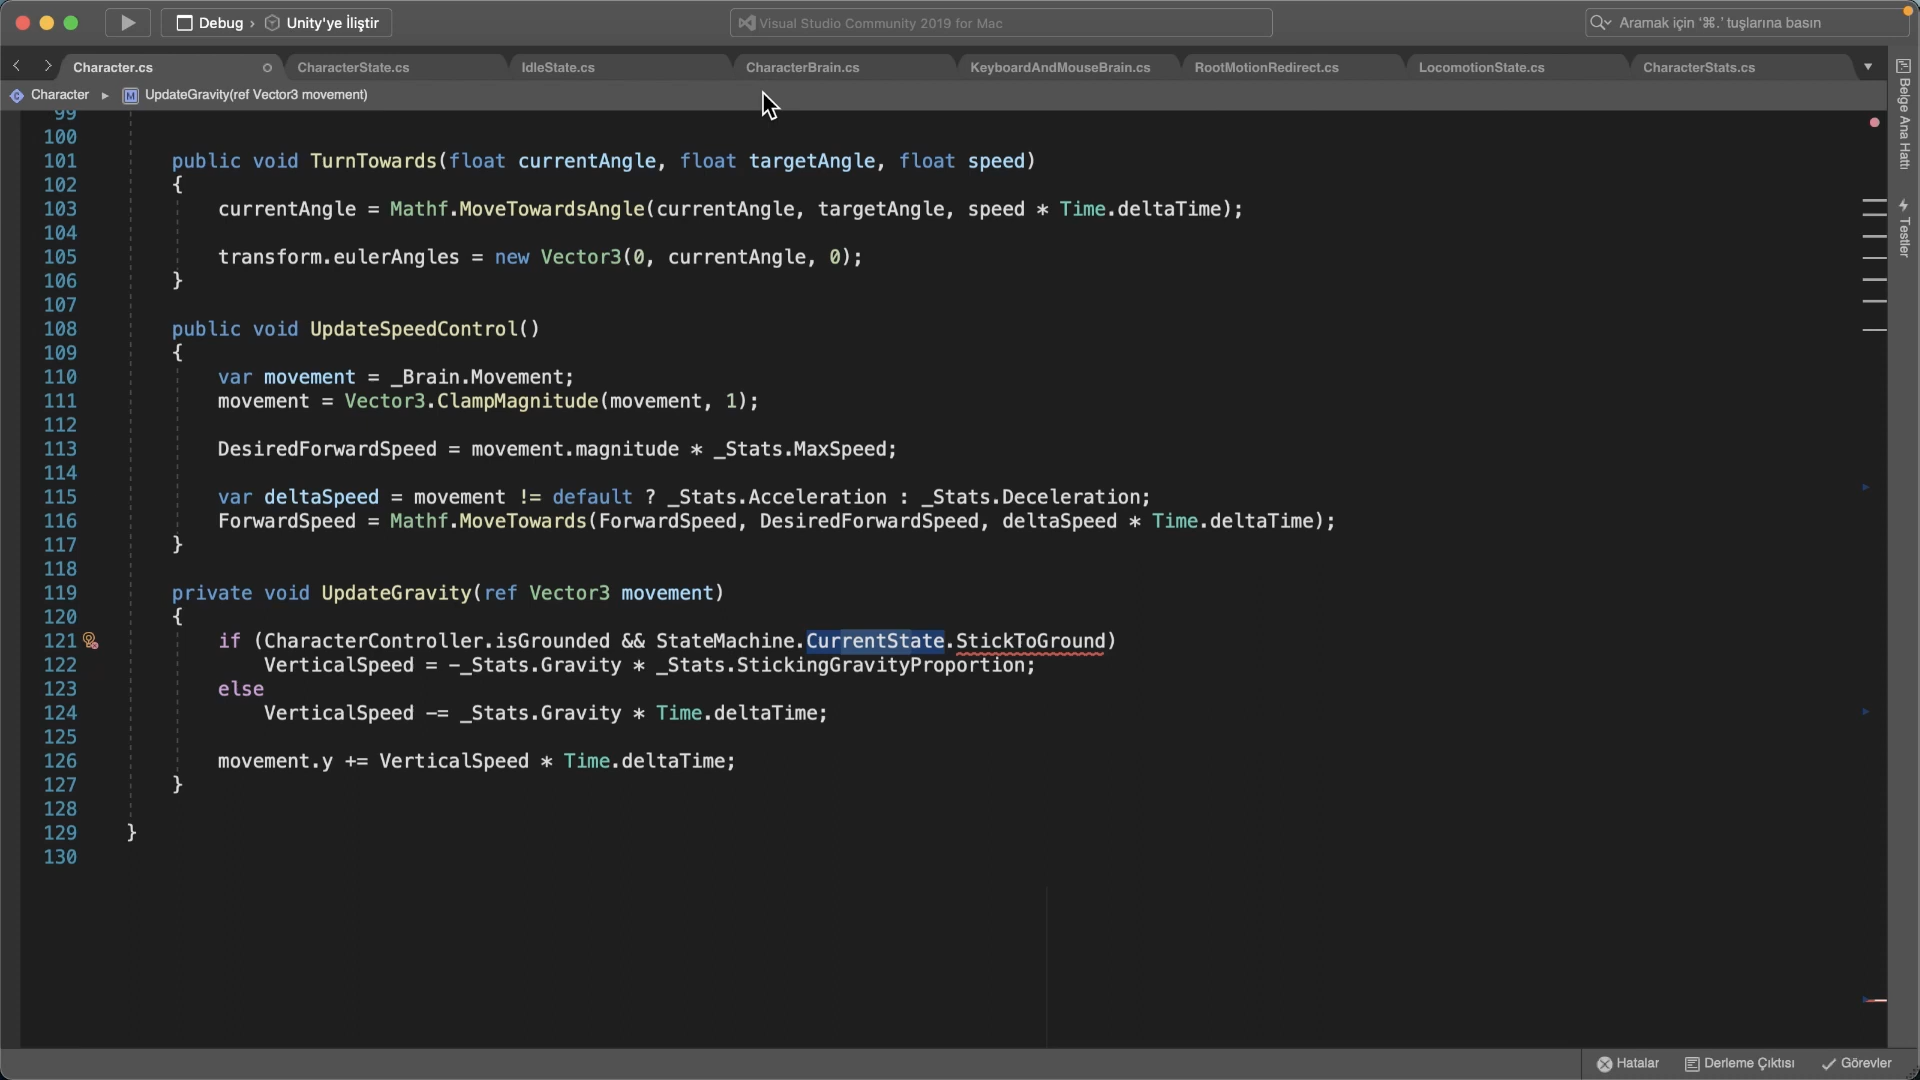 Debug › Unity'ye İliştir
Visual Studio Community 2019 for Mac
Aramak için '⌘.' tuşlarına basın
Character.cs
CharacterState.cs
IdleState.cs
CharacterBrain.cs
KeyboardAndMouseBrain.cs
RootMotionRedirect.cs
LocomotionState.cs
CharacterStats.cs
Character ▸ M UpdateGravity(ref Vector3 movement)
99
100
101 public void TurnTowards(float currentAngle, float targetAngle, float speed)
102 {
103 currentAngle = Mathf.MoveTowardsAngle(currentAngle, targetAngle, speed * Time.deltaTime);
104
105 transform.eulerAngles = new Vector3(0, currentAngle, 0);
106 }
107
108 public void UpdateSpeedControl()
109 {
110 var movement = _Brain.Movement;
111 movement = Vector3.ClampMagnitude(movement, 1);
112
113 DesiredForwardSpeed = movement.magnitude * _Stats.MaxSpeed;
114
115 var deltaSpeed = movement != default ? _Stats.Acceleration : _Stats.Deceleration;
116 ForwardSpeed = Mathf.MoveTowards(ForwardSpeed, DesiredForwardSpeed, deltaSpeed * Time.deltaTime);
117 }
118
119 private void UpdateGravity(ref Vector3 movement)
120 {
121 if (CharacterController.isGrounded && StateMachine.CurrentState.StickToGround)
122 VerticalSpeed = -_Stats.Gravity * _Stats.StickingGravityProportion;
123 else
124 VerticalSpeed -= _Stats.Gravity * Time.deltaTime;
125
126 movement.y += VerticalSpeed * Time.deltaTime;
127 }
128
129 }
130
Belge Ana Hattı
Testler
Hatalar
Derleme Çıktısı
Görevler